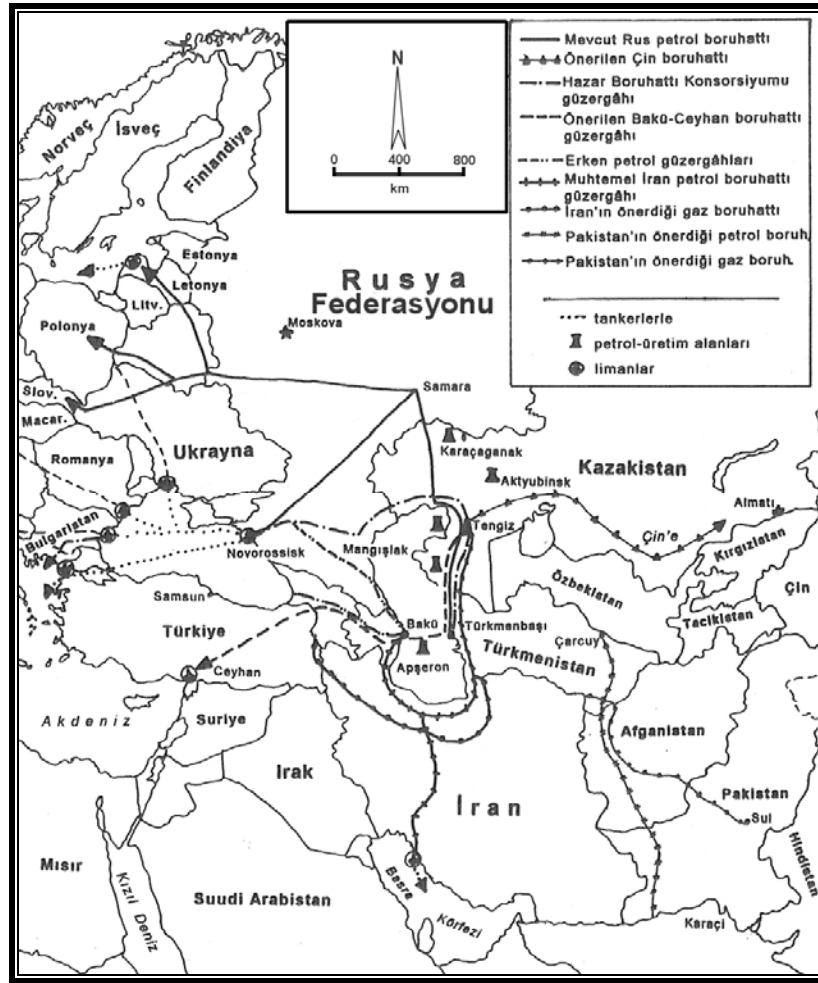 N
0 400 800
km
Mevcut Rus petrol boruhattı
Önerilen Çin boruhattı
Hazar Boruhattı Konsorsiyumu
güzergâhı
Önerilen Bakü-Ceyhan boruhattı
güzergâhı
Erken petrol güzergâhları
Muhtemel İran petrol boruhattı
güzergâhı
İran'ın önerdiği gaz boruhattı
Pakistan'ın önerdiği petrol boruh.
Pakistan'ın önerdiği gaz boruh.
tankerlerle
petrol-üretim alanları
limanlar
Norveç
İsveç
Finlandiya
Estonya
Letonya
Litv.
Rusya
Federasyonu
Moskova
Polonya
Slov.
Macar.
Samara
Ukrayna
Romanya
Karaçaganak
Aktyubinsk
Kazakistan
Almatı
Bulgaristan
Novorossisk
Mangışlak
Tengiz
Çin'e
Kırgızlatan
Özbekistan
Çin
Samsun
Bakü
Türkmenbaşı
Tacikistan
Türkiye
Apşeron
Türkmenistan
Çarcuy
Ceyhan
Akdeniz
Suriye
Afganistan
Irak
İran
Pakistan
Sui
Mısır
Kızıl Deniz
Suudi Arabistan
Basra
Körfezi
Karaçi
Hindistan